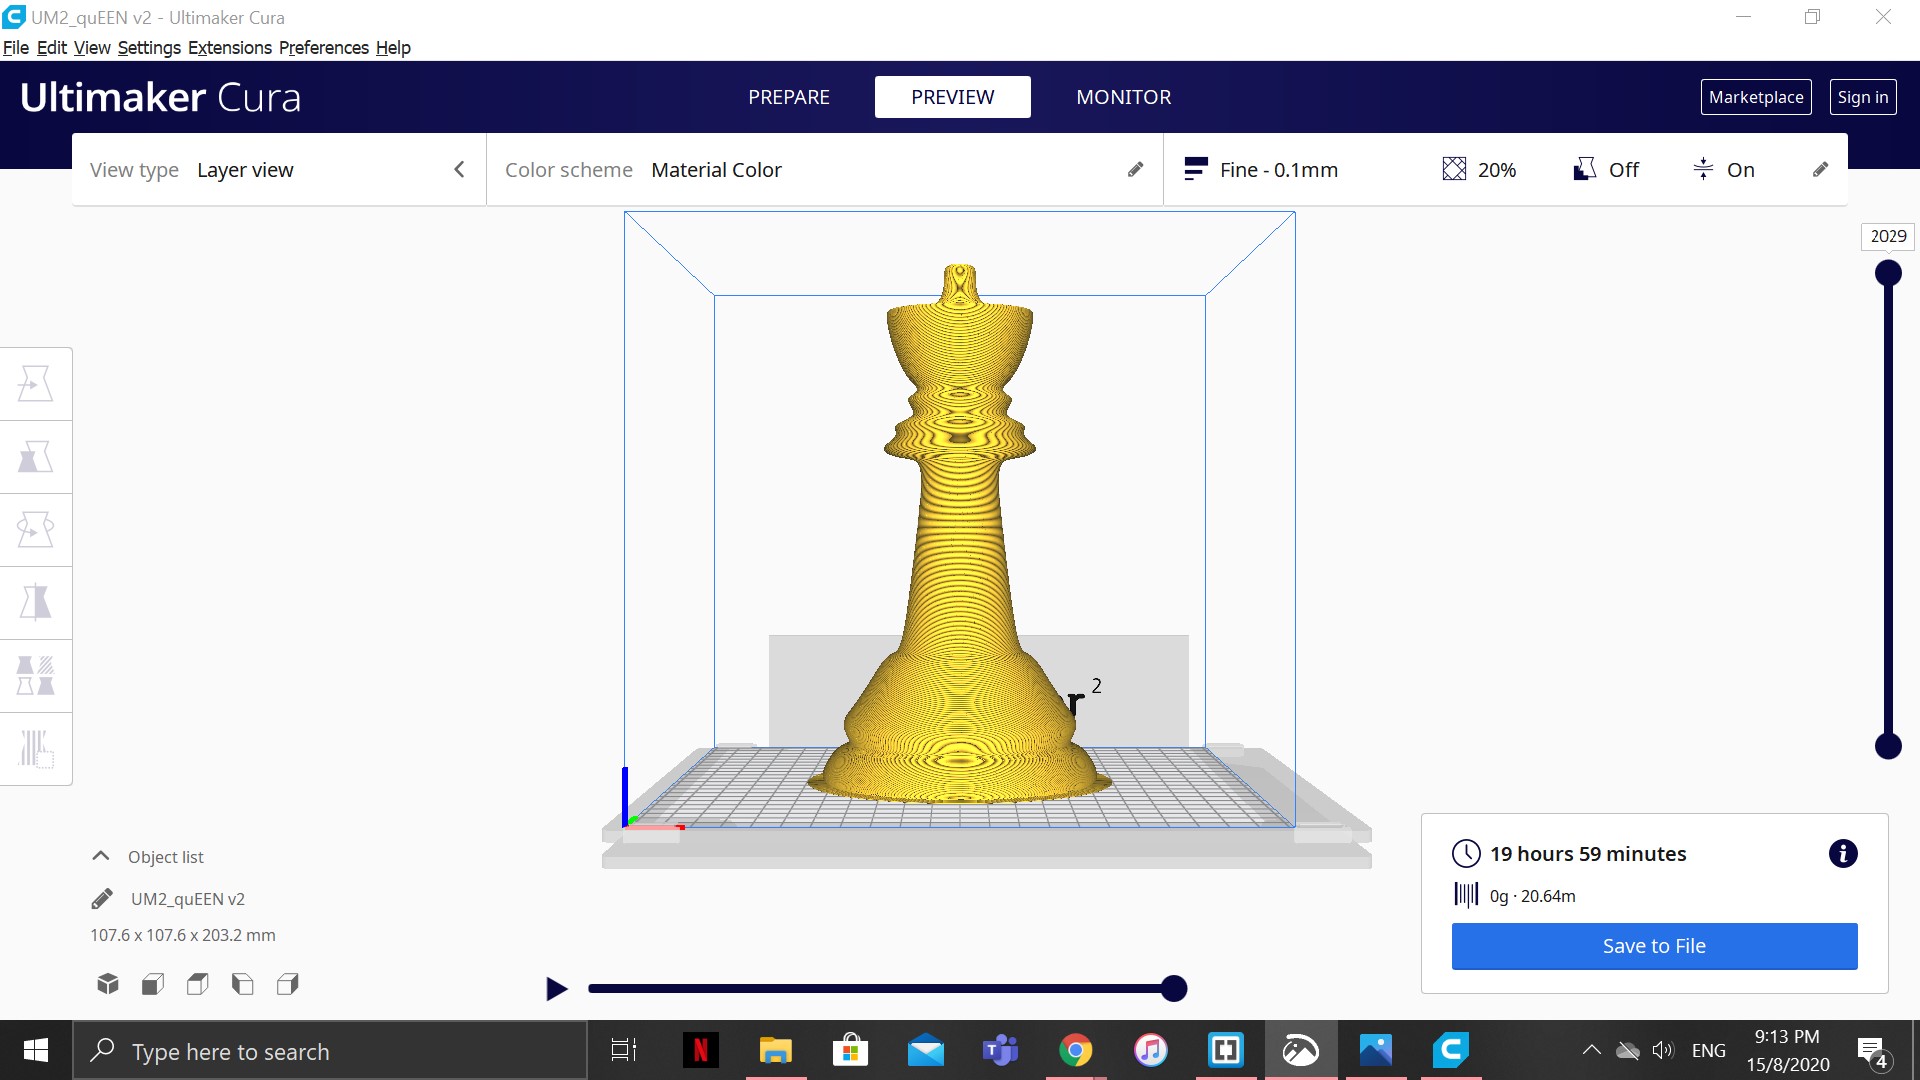 UM2_quEEN v2 - Ultimaker Cura
File Edit View Settings Extensions Preferences Help
Ultimaker Cura
PREPARE
PREVIEW
MONITOR
Marketplace
Sign in
View type Layer view
Color scheme Material Color
Fine - 0.1mm
20%
Off
On
2029
r 2
Object list
UM2_quEEN v2
107.6 x 107.6 x 203.2 mm
19 hours 59 minutes
0g · 20.64m
Save to File
Type here to search
N
T
ENG
9:13 PM
15/8/2020
4